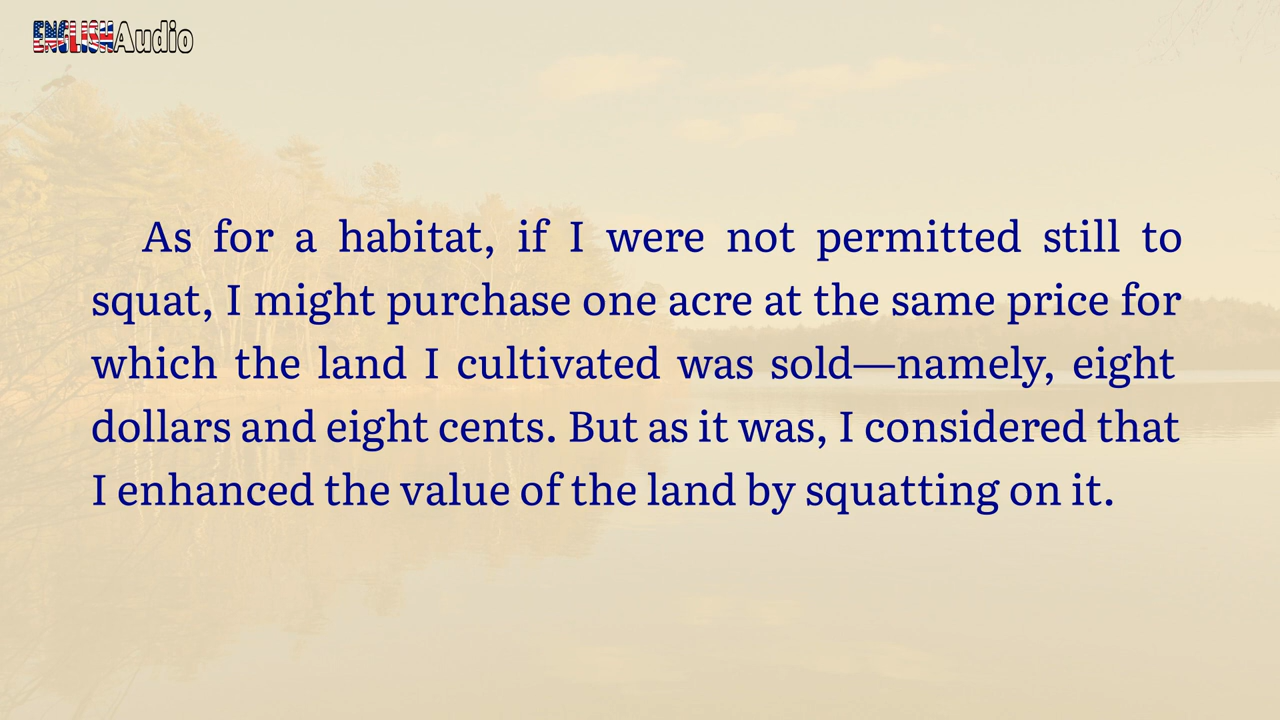 ENGLISHAudio
As for a habitat, if I were not permitted still to
squat, I might purchase one acre at the same price for
which the land I cultivated was sold—namely, eight
dollars and eight cents. But as it was, I considered that
I enhanced the value of the land by squatting on it.